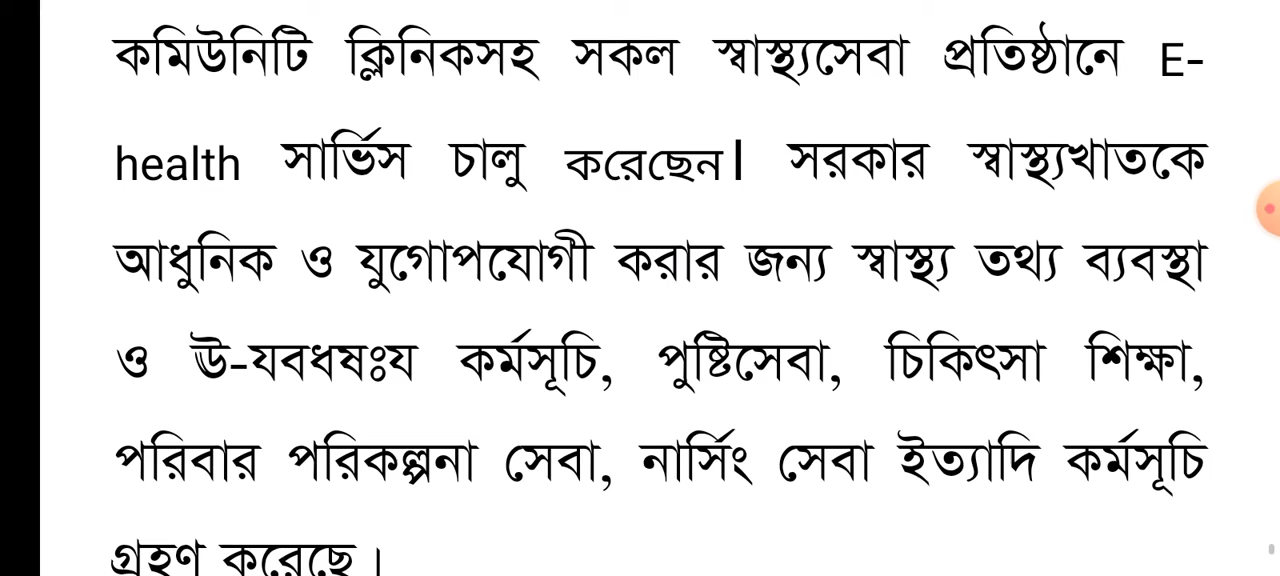 কমিউনিটি ক্লিনিকসহ সকল স্বাস্থ্যসেবা প্রতিষ্ঠানে E-
health সার্ভিস চালু করেছেন। সরকার স্বাস্থ্যখাতকে
আধুনিক ও যুগোপযোগী করার জন্য স্বাস্থ্য তথ্য ব্যবস্থা
ও ঊ-যবধষঃয কর্মসূচি, পুষ্টিসেবা, চিকিৎসা শিক্ষা,
পরিবার পরিকল্পনা সেবা, নার্সিং সেবা ইত্যাদি কর্মসূচি
গ্রহণ করেছে।